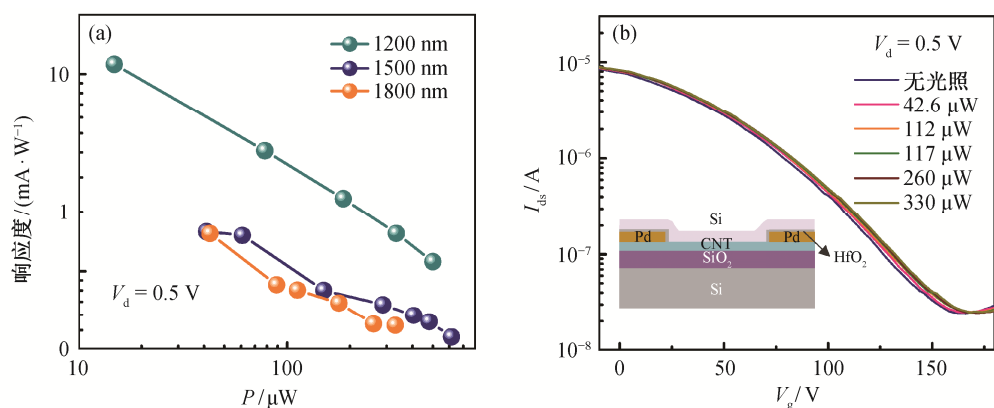 (a)
1200 nm
1500 nm
1800 nm
10
1
0
响应度/(mA·W⁻¹)
V_d = 0.5 V
10
100
P/μW
(b)
V_d = 0.5 V
无光照
42.6 μW
112 μW
117 μW
260 μW
330 μW
10⁻⁵
10⁻⁶
10⁻⁷
10⁻⁸
I_ds/A
Si
Pd
Pd
CNT
HfO₂
SiO₂
Si
0
50
100
150
V_g/V